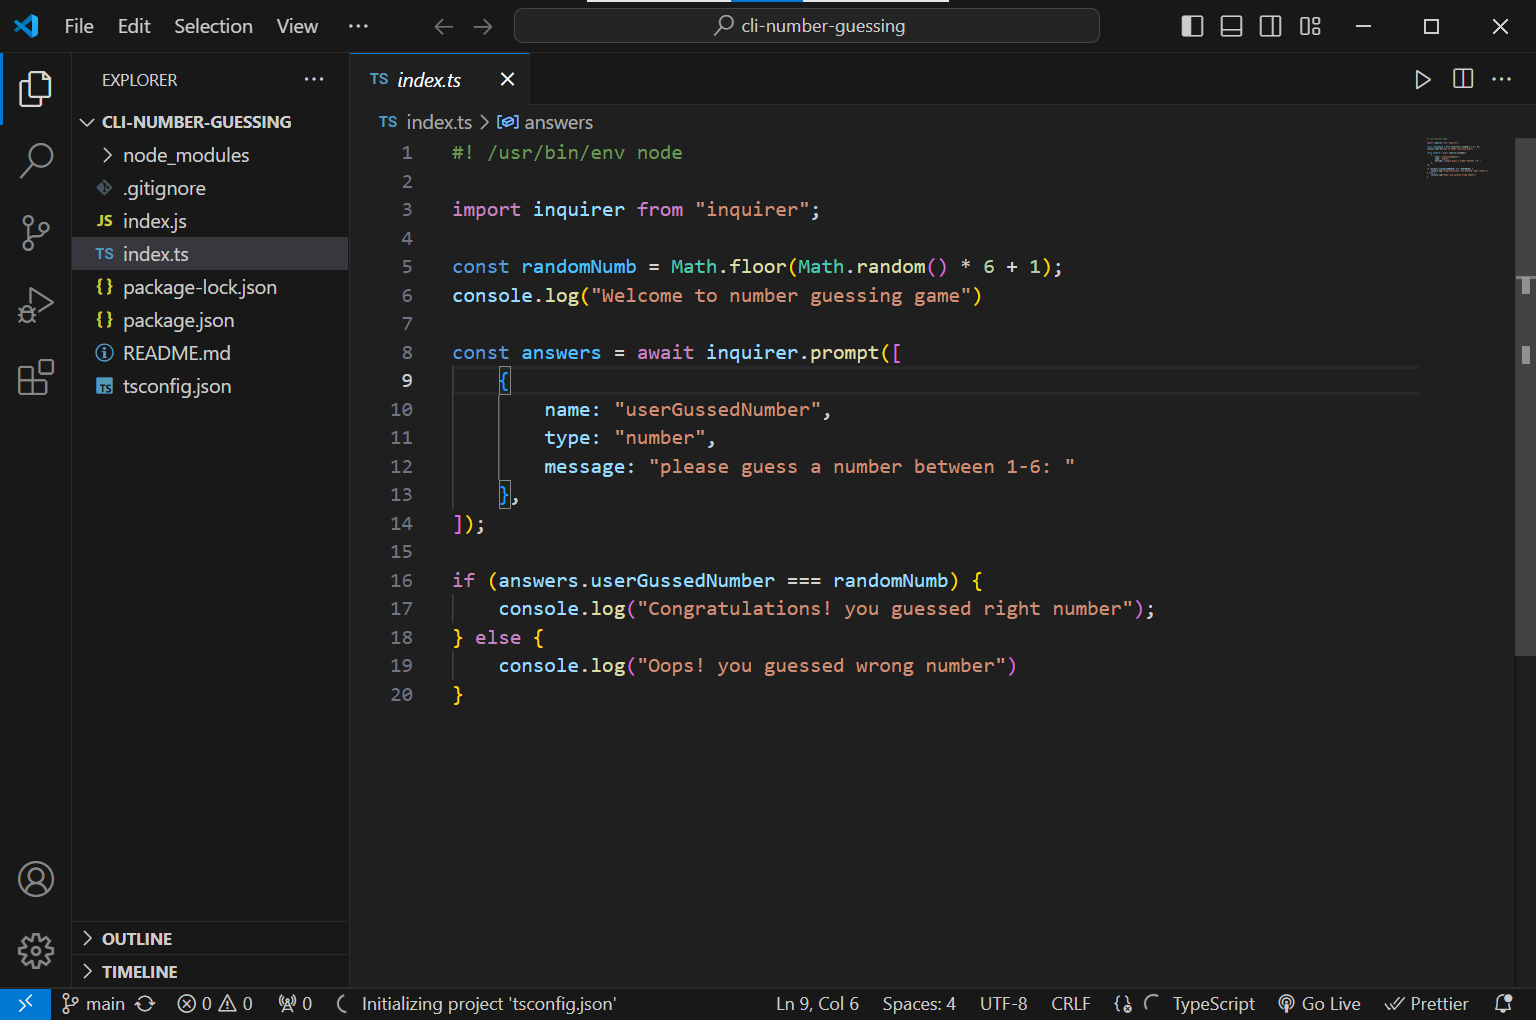 File Edit Selection View ···
cli-number-guessing
EXPLORER ···
CLI-NUMBER-GUESSING
node_modules
.gitignore
JS index.js
TS index.ts
{} package-lock.json
{} package.json
README.md
TS tsconfig.json
OUTLINE
TIMELINE
TS index.ts
TS index.ts > answers
1 #! /usr/bin/env node
2
3 import inquirer from "inquirer";
4
5 const randomNumb = Math.floor(Math.random() * 6 + 1);
6 console.log("Welcome to number guessing game")
7
8 const answers = await inquirer.prompt([
9 {
10 name: "userGussedNumber",
11 type: "number",
12 message: "please guess a number between 1-6: "
13 },
14 ]);
15
16 if (answers.userGussedNumber === randomNumb) {
17 console.log("Congratulations! you guessed right number");
18 } else {
19 console.log("Oops! you guessed wrong number")
20 }
main 0 0 0 Initializing project 'tsconfig.json' Ln 9, Col 6 Spaces: 4 UTF-8 CRLF TypeScript Go Live Prettier